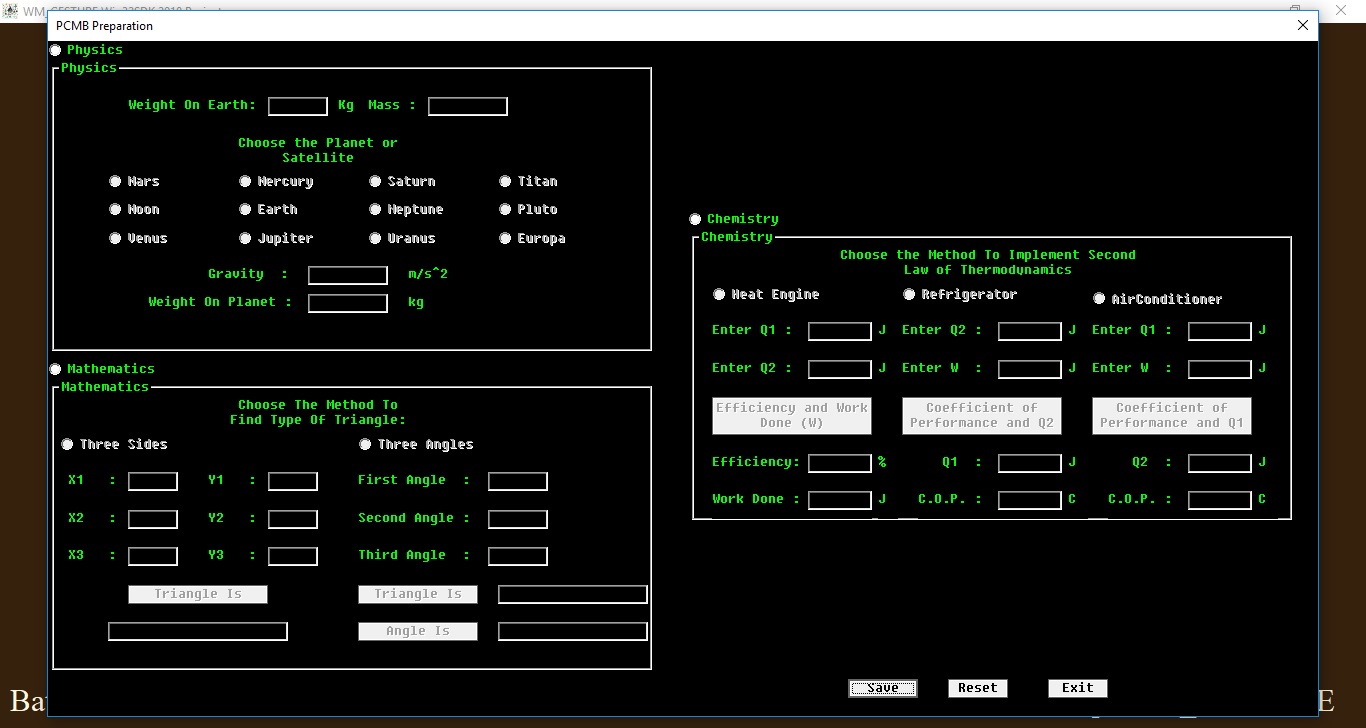 PCMB Preparation
Physics
Physics
Weight On Earth: Kg Mass :
Choose the Planet or
Satellite
Mars Mercury Saturn Titan
Moon Earth Neptune Pluto
Venus Jupiter Uranus Europa
Gravity : m/s^2
Weight On Planet : kg
Mathematics
Mathematics
Choose The Method To
Find Type Of Triangle:
Three Sides Three Angles
X1 : Y1 : First Angle :
X2 : Y2 : Second Angle :
X3 : Y3 : Third Angle :
Triangle Is Triangle Is
Angle Is
Chemistry
Chemistry
Choose the Method To Implement Second
Law of Thermodynamics
Heat Engine Refrigerator AirConditioner
Enter Q1 : J Enter Q2 : J Enter Q1 : J
Enter Q2 : J Enter W : J Enter W : J
Efficiency and Work
Done (W)
Coefficient of
Performance and Q2
Coefficient of
Performance and Q1
Efficiency: % Q1 : J Q2 : J
Work Done : J C.O.P. : C C.O.P. : C
Save Reset Exit